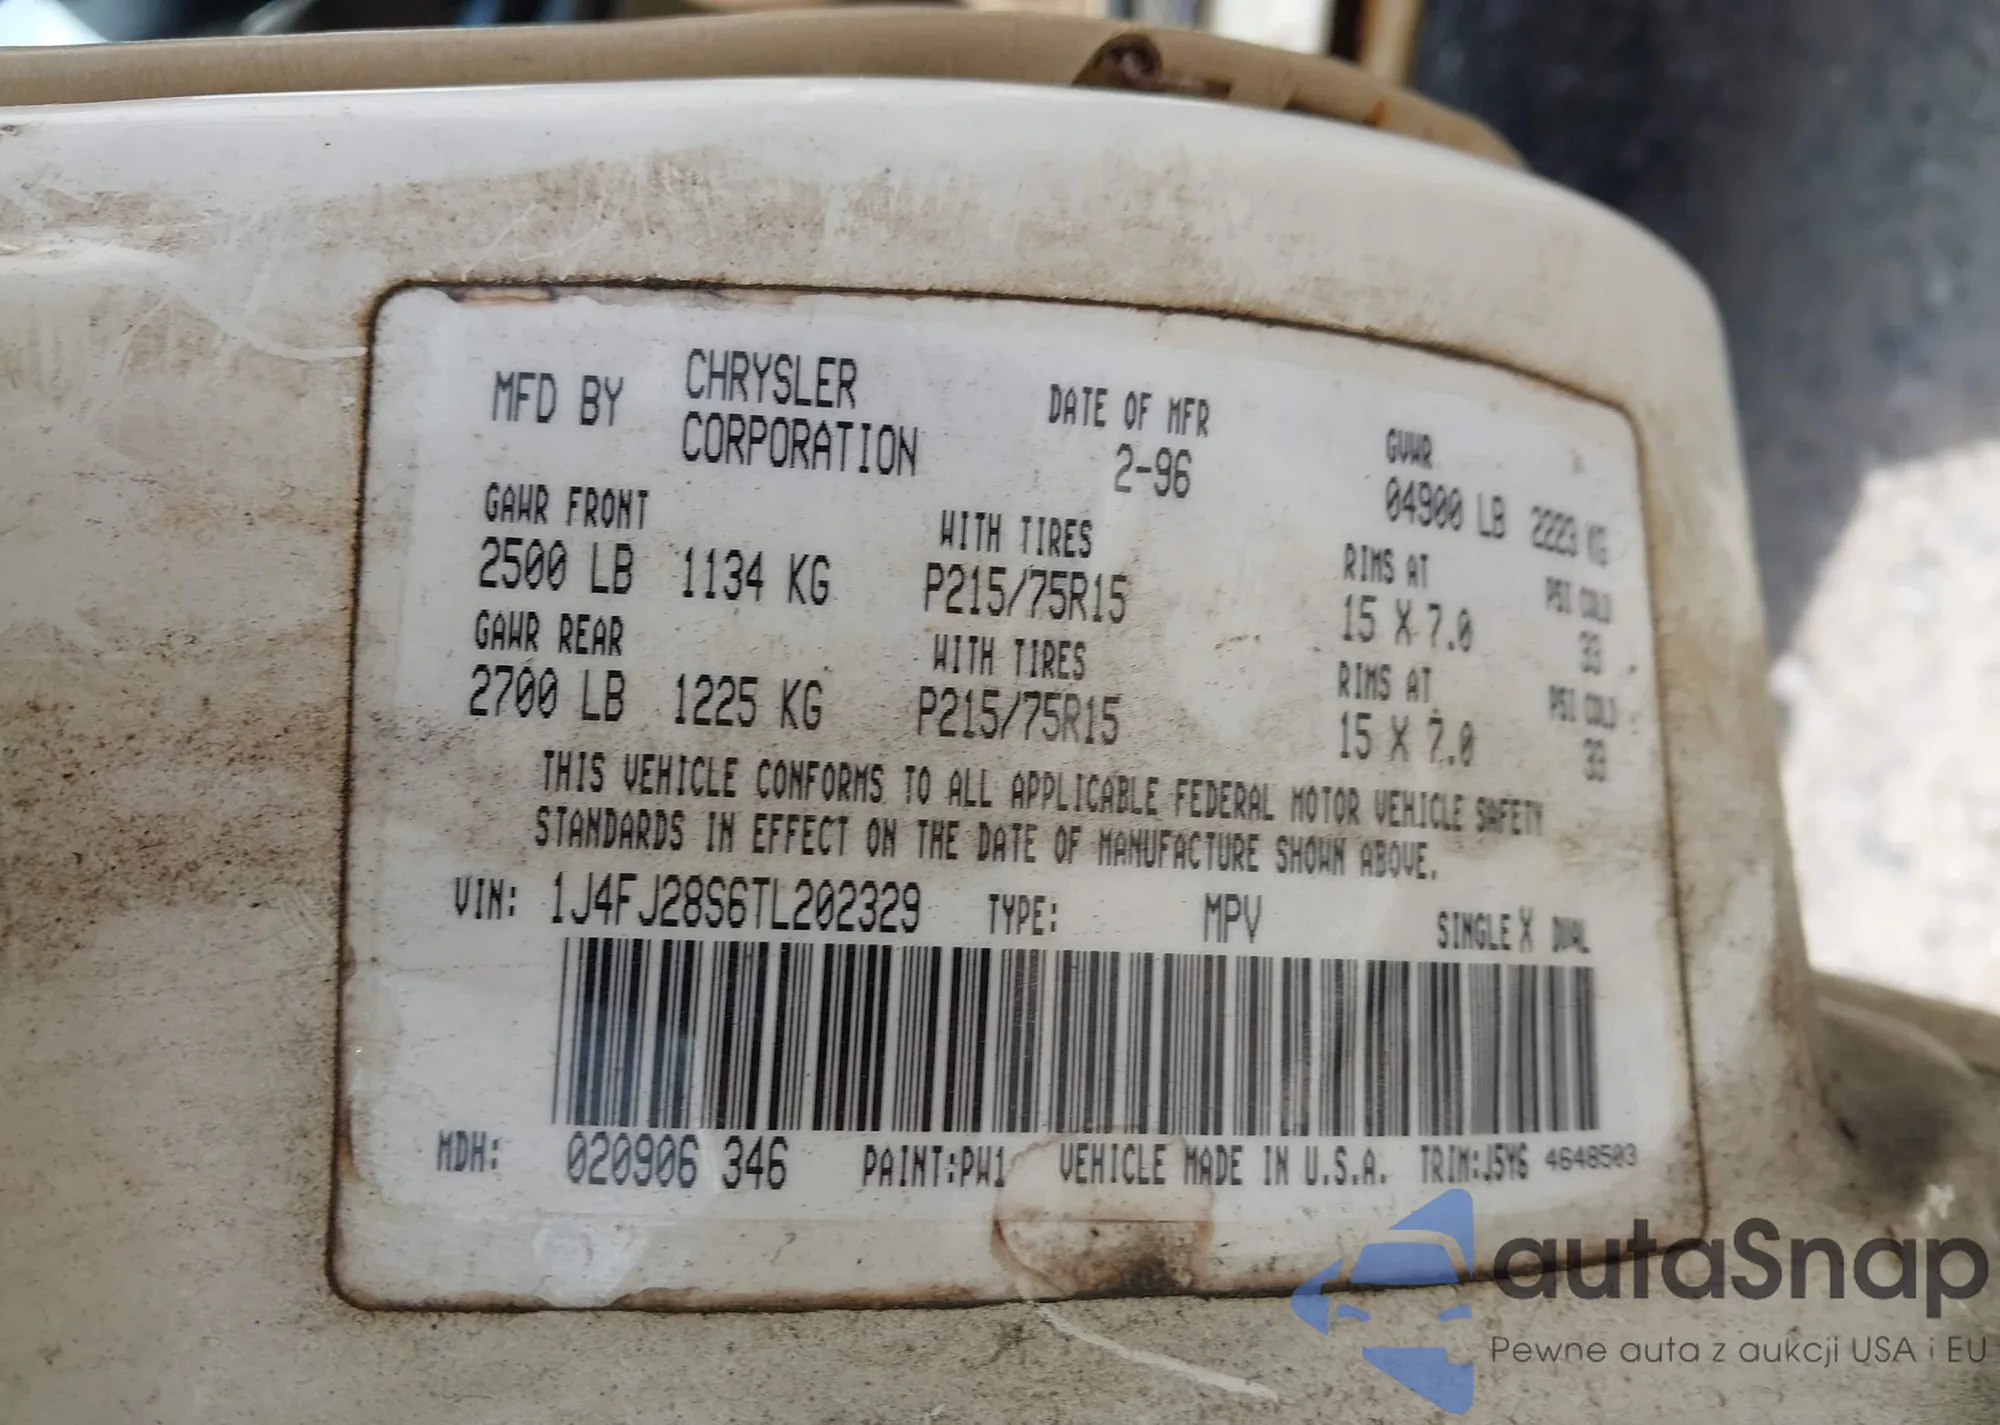 MFD BY CHRYSLER CORPORATION
DATE OF MFR
2-96
GVWR
04900 LB 2223 KG
GAWR FRONT WITH TIRES RIMS AT PSI COLD
2500 LB 1134 KG P215/75R15 15 X 7.0 33
GAWR REAR WITH TIRES RIMS AT PSI COLD
2700 LB 1225 KG P215/75R15 15 X 7.0 33
THIS VEHICLE CONFORMS TO ALL APPLICABLE FEDERAL MOTOR VEHICLE SAFETY
STANDARDS IN EFFECT ON THE DATE OF MANUFACTURE SHOWN ABOVE.
VIN: 1J4FJ28S6TL202329 TYPE: MPV SINGLE X DUAL
MDH: 020906 346 PAINT:PW1 VEHICLE MADE IN U.S.A. TRIM:J5Y6 4648503
autaSnap
Pewne auta z aukcji USA i EU